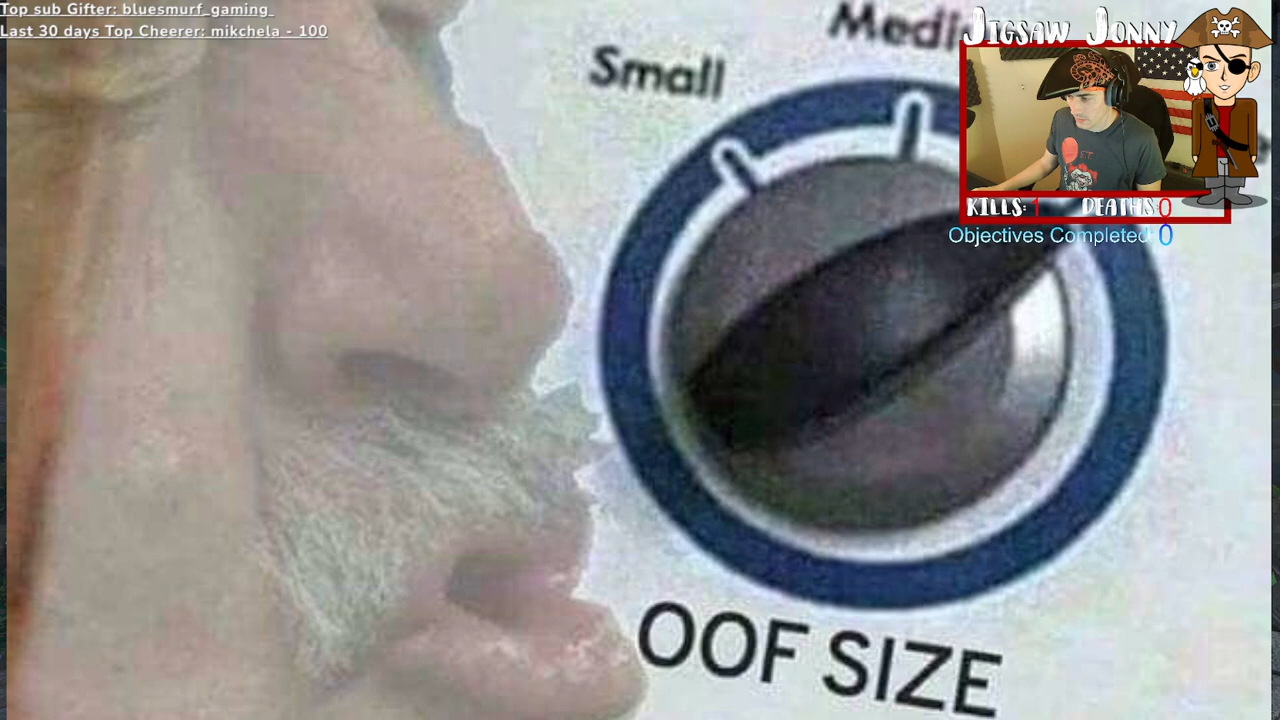 Top sub Gifter: bluesmurf_gaming
Last 30 days Top Cheerer: mikchela - 100
JIGSAW JONNY
Small
KILLS: 1 DEATHS: 0
Objectives Completed: 0
OOF SIZE